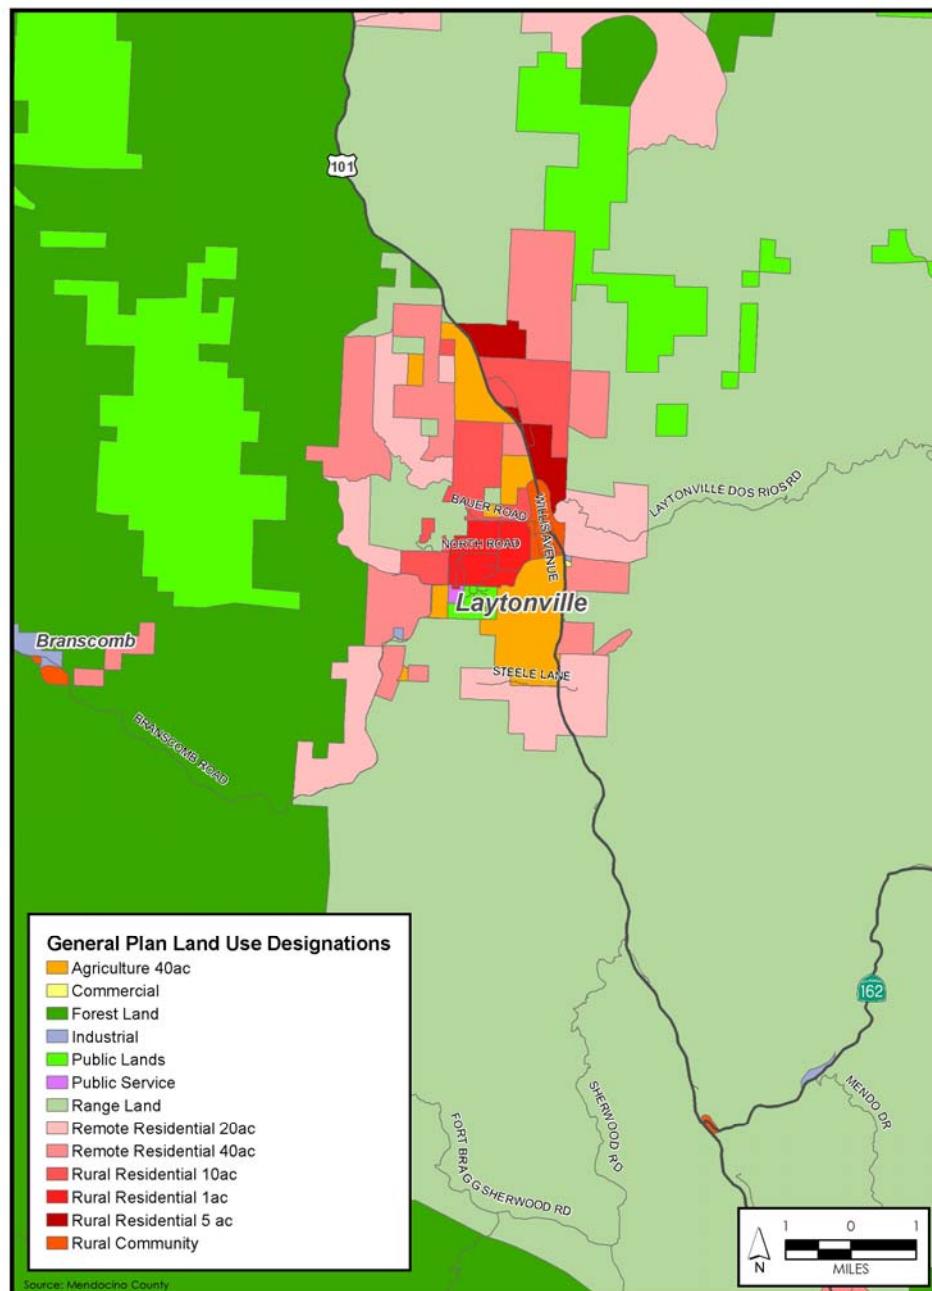 101
BAUER ROAD
WILLIS AVENUE
LAYTONVILLE DOS RIOS RD
NORTH ROAD
Laytonville
Branscomb
STEELE LANE
BRANSCOMB ROAD
General Plan Land Use Designations
Agriculture 40ac
Commercial
Forest Land
Industrial
Public Lands
Public Service
Range Land
Remote Residential 20ac
Remote Residential 40ac
Rural Residential 10ac
Rural Residential 1ac
Rural Residential 5 ac
Rural Community
162
MENDO DR
SHERWOOD RD
FORT BRAGG SHERWOOD RD
1 0 1
MILES
N
Source: Mendocino County